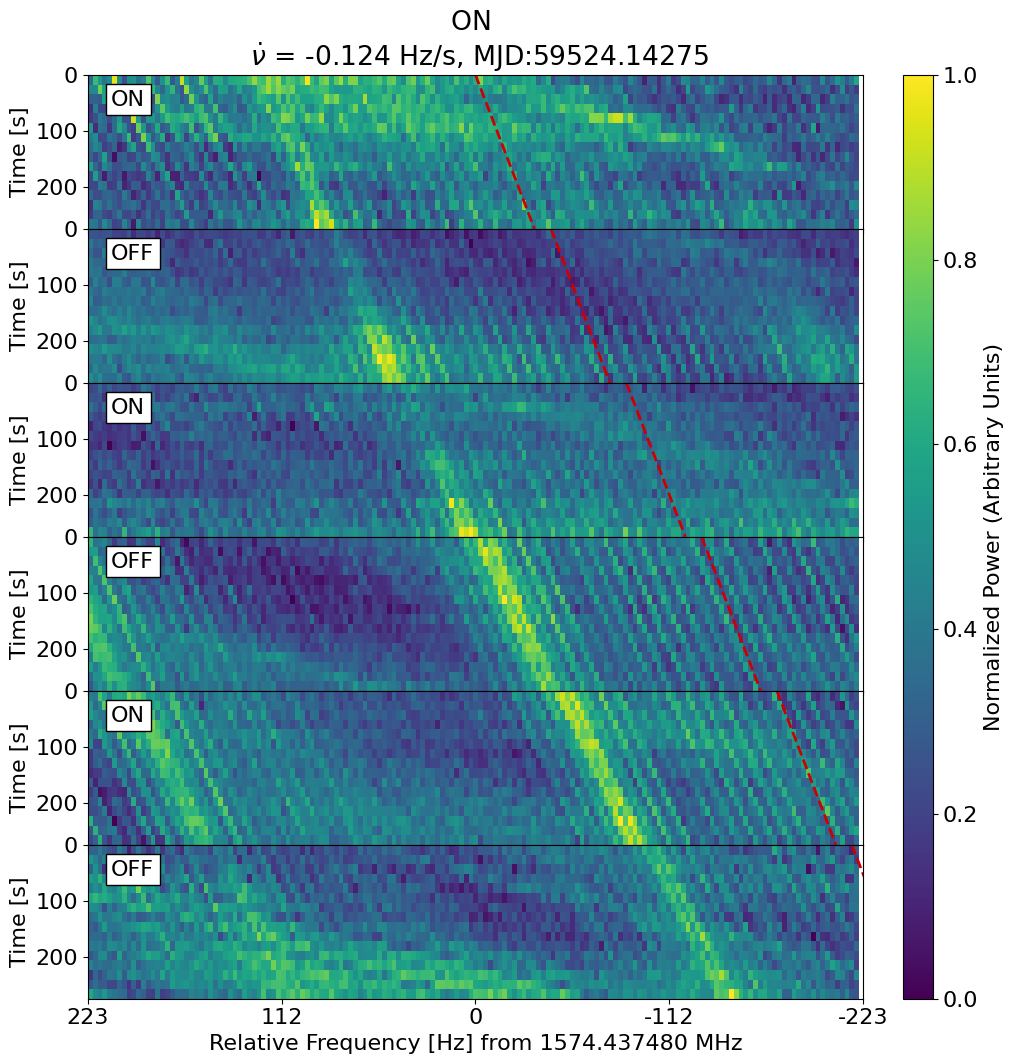 ON
ν̇ = -0.124 Hz/s, MJD:59524.14275
0
100
200
Time [s]
ON
0
100
200
Time [s]
OFF
0
100
200
Time [s]
ON
0
100
200
Time [s]
OFF
0
100
200
Time [s]
ON
0
100
200
Time [s]
OFF
223
112
0
-112
-223
Relative Frequency [Hz] from 1574.437480 MHz
1.0
0.8
0.6
0.4
0.2
0.0
Normalized Power (Arbitrary Units)